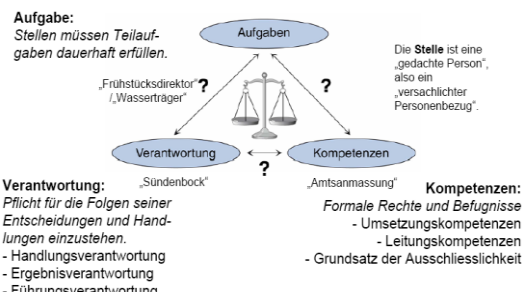 Aufgabe:
Stellen müssen Teilauf-
gaben dauerhaft erfüllen.
Aufgaben
Die Stelle ist eine
„gedachte Person",
also ein
„versachlichter
Personenbezug".
„Frühstücksdirektor"
/„Wasserträger"
?
?
Verantwortung
?
Kompetenzen
„Sündenbock"
„Amtsanmassung"
Verantwortung:
Pflicht für die Folgen seiner
Entscheidungen und Hand-
lungen einzustehen.
- Handlungsverantwortung
- Ergebnisverantwortung
- Führungsverantwortung
Kompetenzen:
Formale Rechte und Befugnisse
- Umsetzungskompetenzen
- Leitungskompetenzen
- Grundsatz der Ausschliesslichkeit